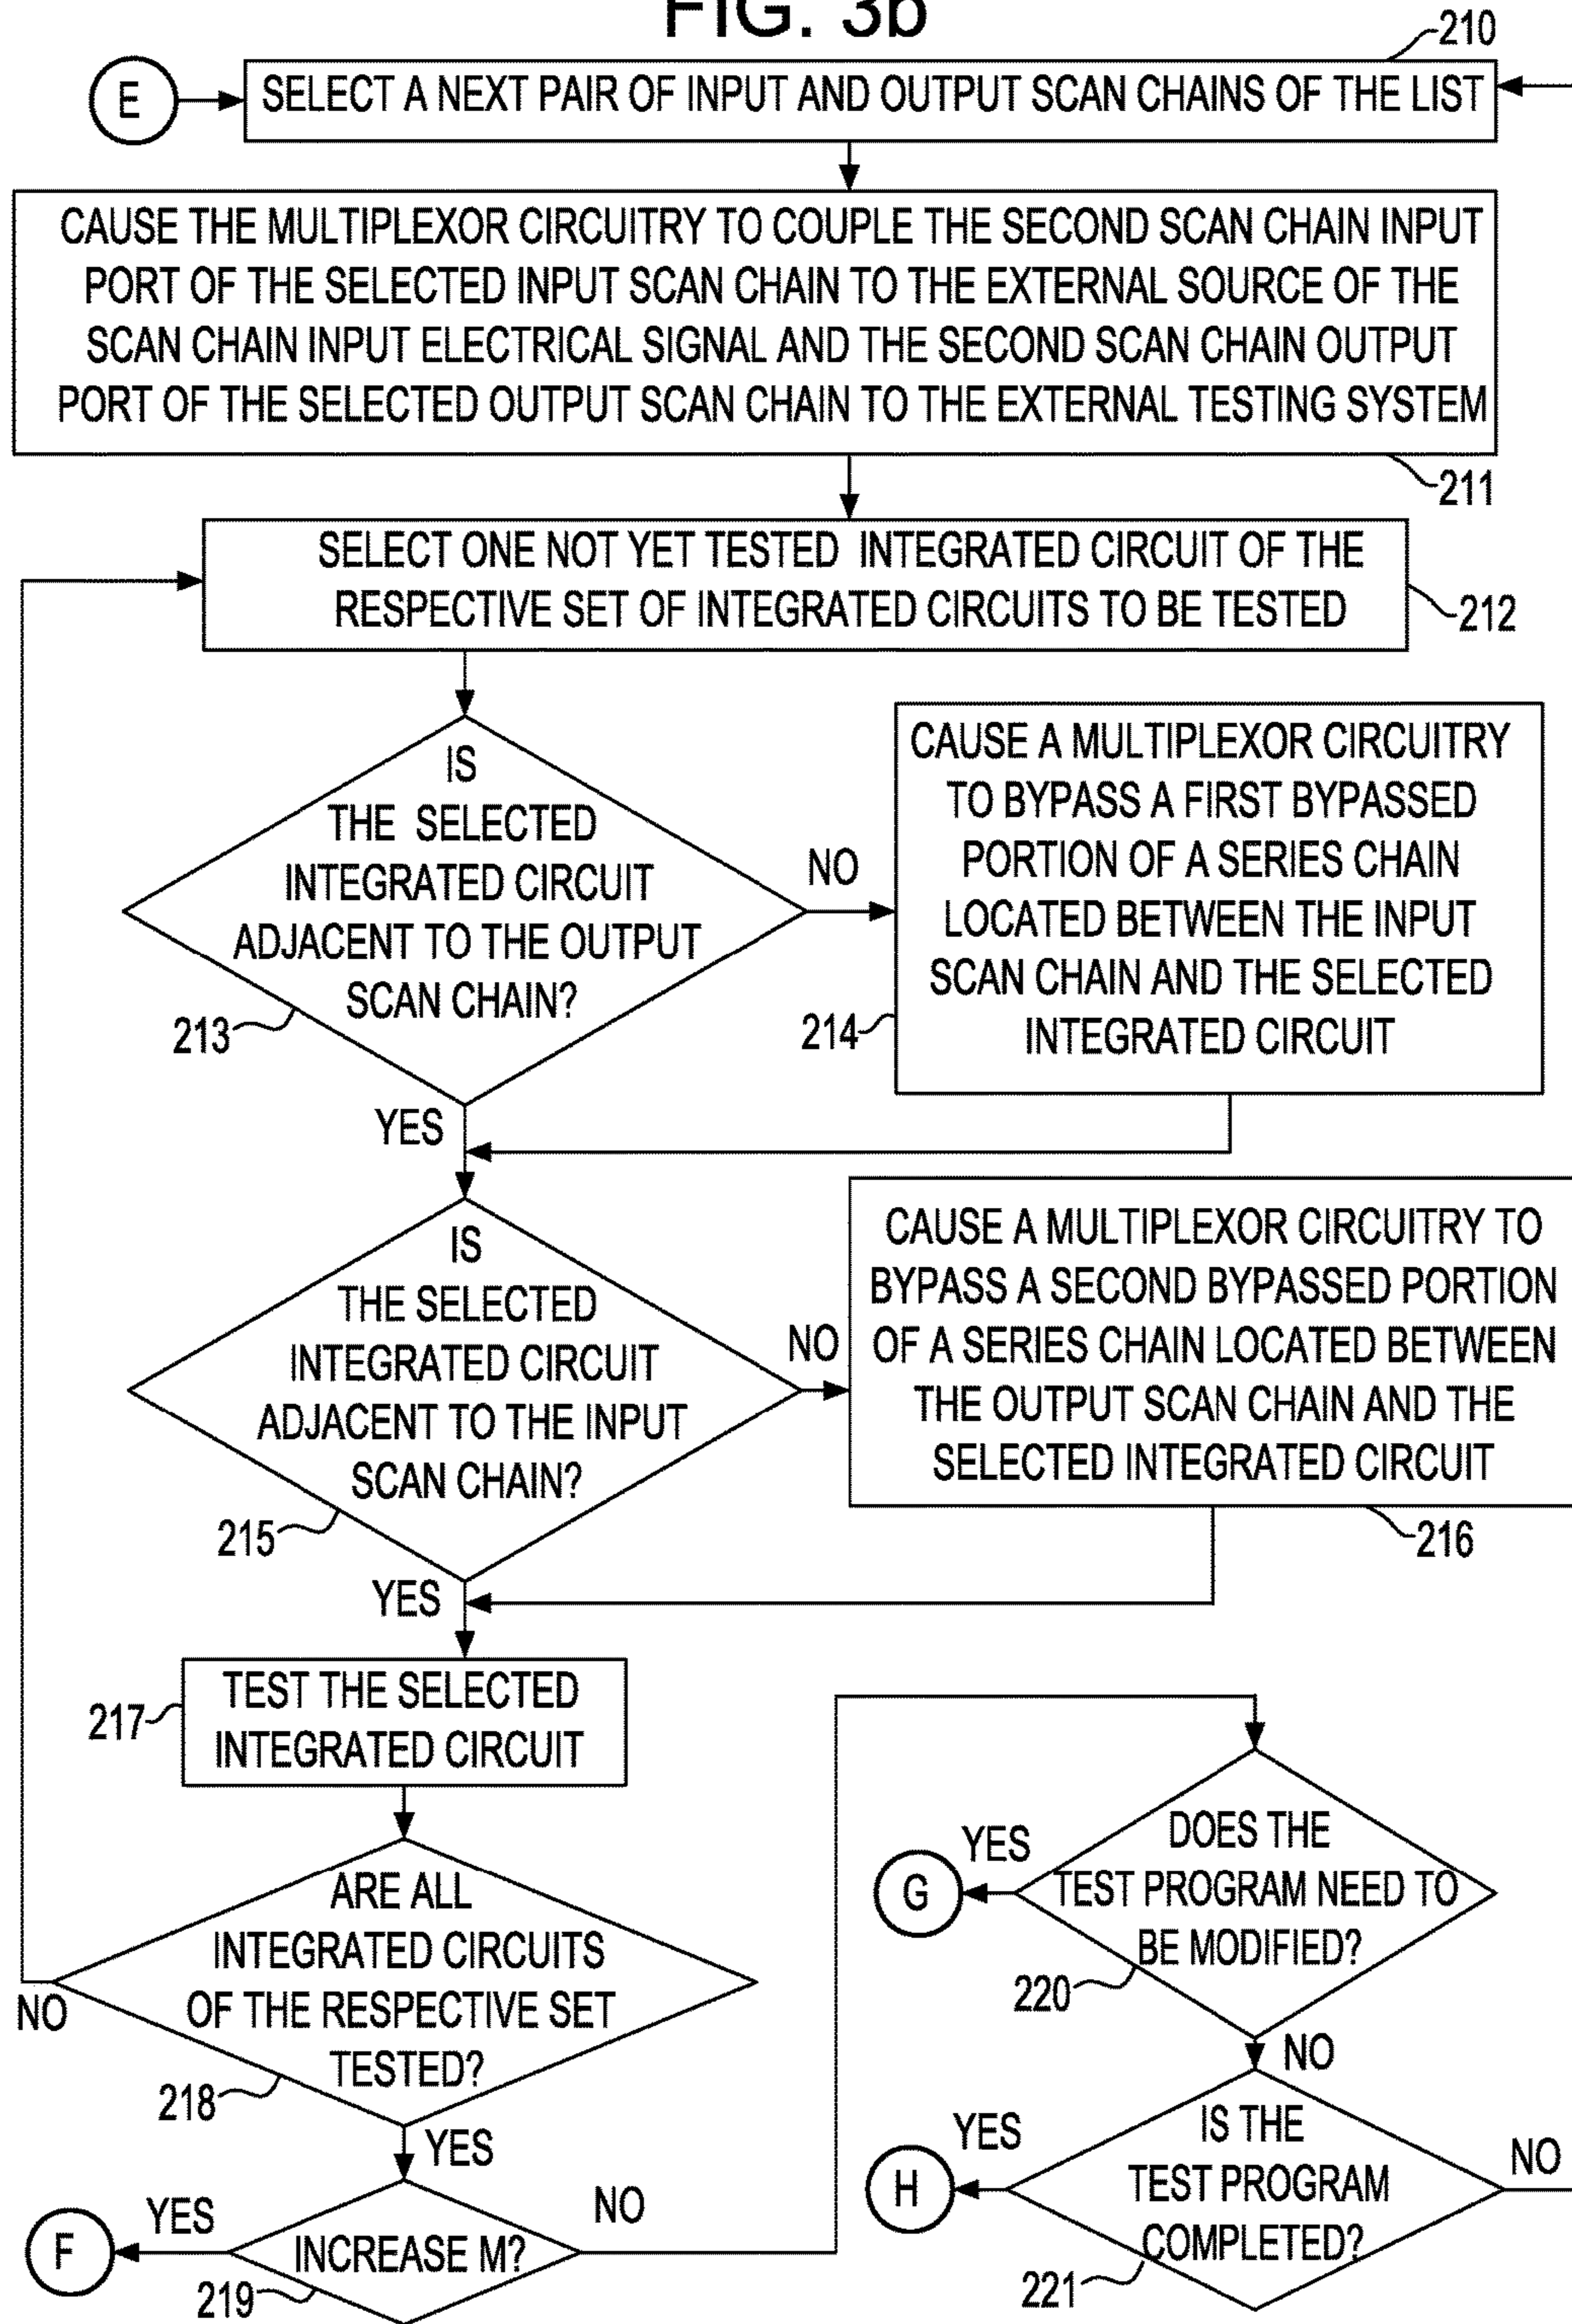 FIG. 3b
210
E
SELECT A NEXT PAIR OF INPUT AND OUTPUT SCAN CHAINS OF THE LIST
CAUSE THE MULTIPLEXOR CIRCUITRY TO COUPLE THE SECOND SCAN CHAIN INPUT
PORT OF THE SELECTED INPUT SCAN CHAIN TO THE EXTERNAL SOURCE OF THE
SCAN CHAIN INPUT ELECTRICAL SIGNAL AND THE SECOND SCAN CHAIN OUTPUT
PORT OF THE SELECTED OUTPUT SCAN CHAIN TO THE EXTERNAL TESTING SYSTEM
211
SELECT ONE NOT YET TESTED INTEGRATED CIRCUIT OF THE
RESPECTIVE SET OF INTEGRATED CIRCUITS TO BE TESTED
212
IS
THE SELECTED
INTEGRATED CIRCUIT
ADJACENT TO THE OUTPUT
SCAN CHAIN?
213
NO
YES
CAUSE A MULTIPLEXOR CIRCUITRY
TO BYPASS A FIRST BYPASSED
PORTION OF A SERIES CHAIN
LOCATED BETWEEN THE INPUT
SCAN CHAIN AND THE SELECTED
INTEGRATED CIRCUIT
214
IS
THE SELECTED
INTEGRATED CIRCUIT
ADJACENT TO THE INPUT
SCAN CHAIN?
215
NO
YES
CAUSE A MULTIPLEXOR CIRCUITRY TO
BYPASS A SECOND BYPASSED PORTION
OF A SERIES CHAIN LOCATED BETWEEN
THE OUTPUT SCAN CHAIN AND THE
SELECTED INTEGRATED CIRCUIT
216
TEST THE SELECTED
INTEGRATED CIRCUIT
217
ARE ALL
INTEGRATED CIRCUITS
OF THE RESPECTIVE SET
TESTED?
218
NO
YES
INCREASE M?
219
YES
F
NO
DOES THE
TEST PROGRAM NEED TO
BE MODIFIED?
220
YES
G
NO
IS THE
TEST PROGRAM
COMPLETED?
221
YES
H
NO